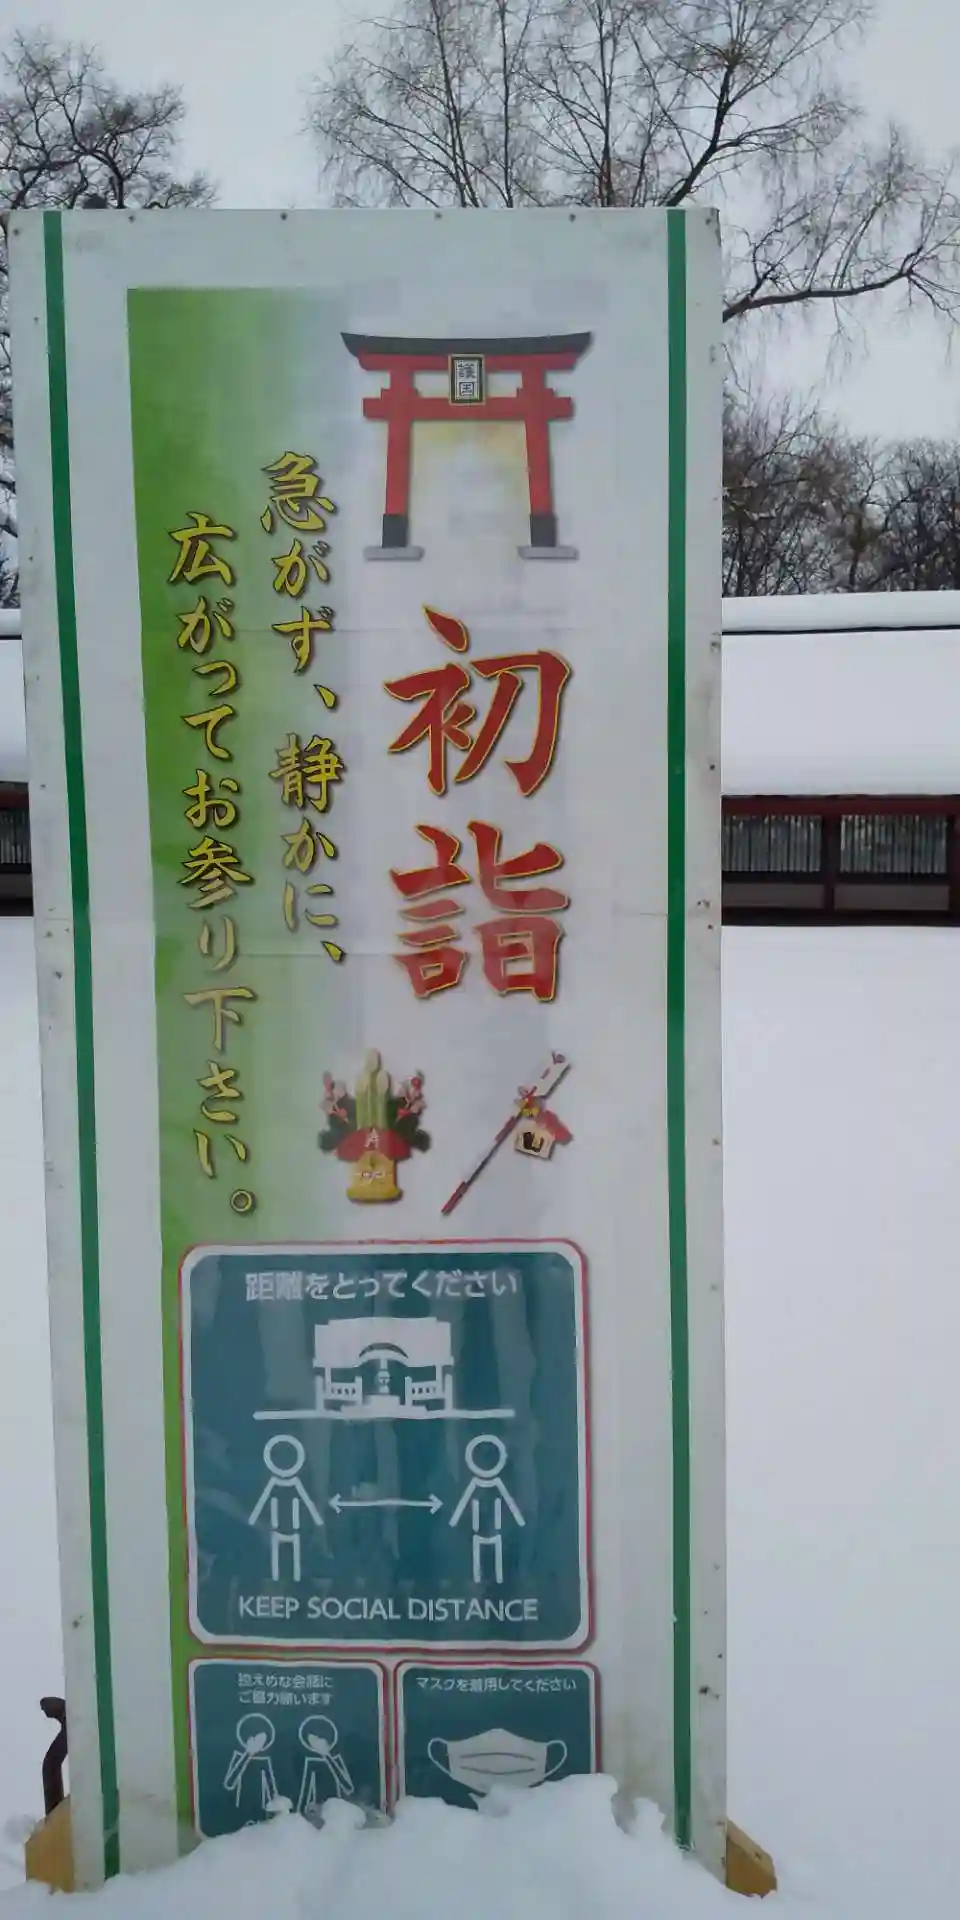 護国
初詣
急がず、静かに、
広がってお参り下さい。
距離をとってください
KEEP SOCIAL DISTANCE
控えめな会話に
ご協力願います
マスクを着用してください